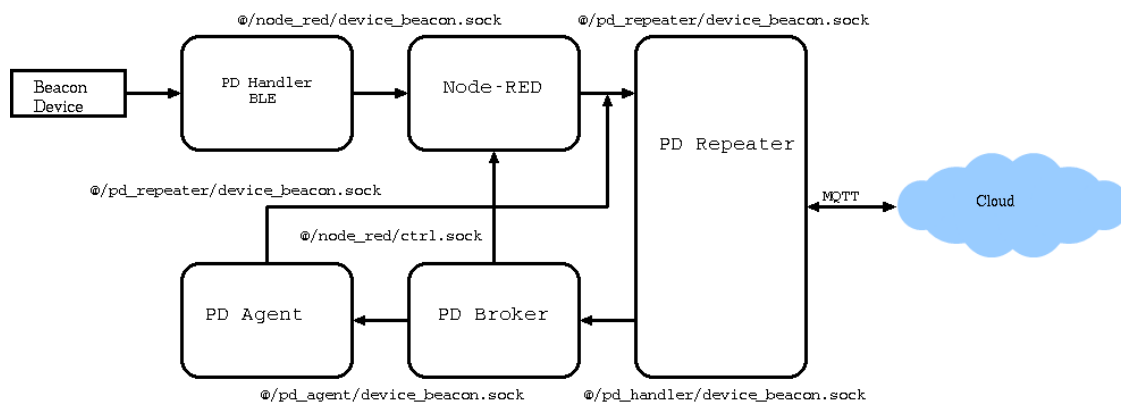 @/node_red/device_beacon.sock
@/pd_repeater/device_beacon.sock
Beacon
Device
PD Handler
BLE
Node-RED
PD Repeater
@/pd_repeater/device_beacon.sock
MQTT
Cloud
@/node_red/ctrl.sock
PD Agent
PD Broker
@/pd_agent/device_beacon.sock
@/pd_handler/device_beacon.sock